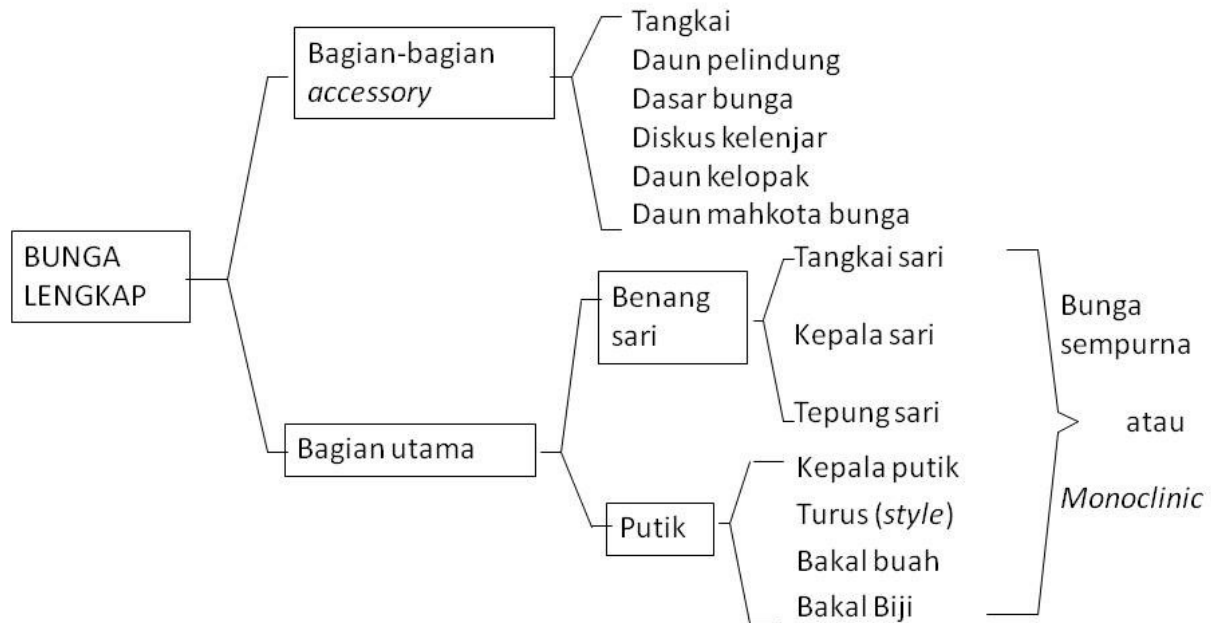 BUNGA
LENGKAP
Bagian-bagian
accessory
Tangkai
Daun pelindung
Dasar bunga
Diskus kelenjar
Daun kelopak
Daun mahkota bunga
Bagian utama
Benang
sari
Tangkai sari
Kepala sari
Tepung sari
Putik
Kepala putik
Turus (style)
Bakal buah
Bakal Biji
Bunga
sempurna
atau
Monoclinic